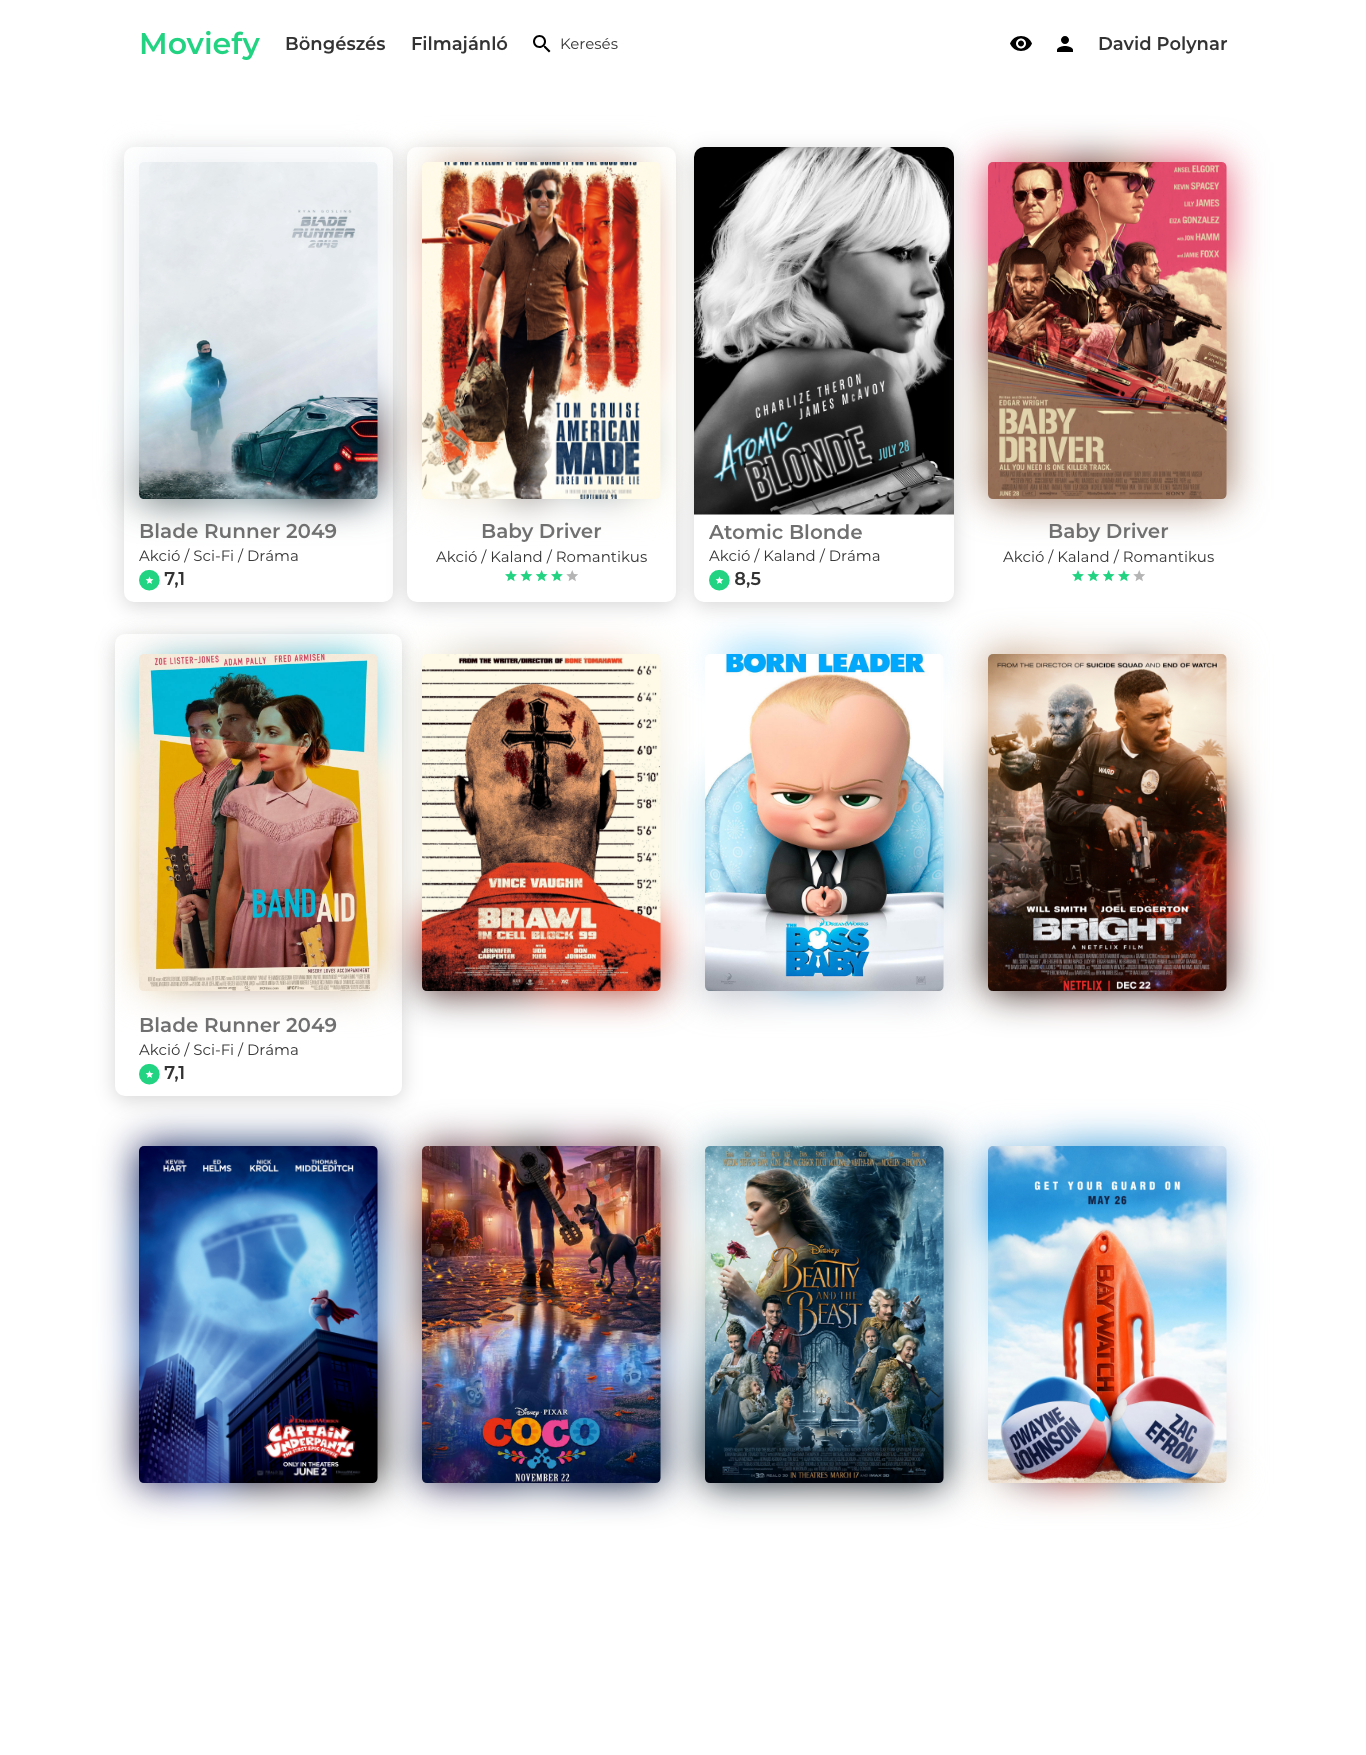 Moviefy
Böngészés
Filmajánló
Keresés
David Polynar
BLADE
RUNNER
2049
Blade Runner 2049
Akció / Sci-Fi / Dráma
7,1
TOM CRUISE
AMERICAN
MADE
BASED ON A TRUE LIE
Baby Driver
Akció / Kaland / Romantikus
CHARLIZE THERON
JAMES McAVOY
ATOMIC
BLONDE
JULY 28
Atomic Blonde
Akció / Kaland / Dráma
8,5
ANSEL ELGORT
KEVIN SPACEY
LILY JAMES
EIZA GONZALEZ
WITH JON HAMM
AND JAMIE FOXX
EDGAR WRIGHT
BABY
DRIVER
ALL YOU NEED IS ONE KILLER TRACK.
JUNE 28
Baby Driver
Akció / Kaland / Romantikus
ZOE LISTER-JONES ADAM PALLY FRED ARMISEN
BAND AID
MISERY LOVES ACCOMPANIMENT
Blade Runner 2049
Akció / Sci-Fi / Dráma
7,1
FROM THE WRITER/DIRECTOR OF BONE TOMAHAWK
6'6"
6'4"
6'2"
6'0"
5'10"
5'8"
5'6"
5'4"
5'2"
5'0"
VINCE VAUGHN
BRAWL
IN CELL BLOCK 99
JENNIFER CARPENTER
UDO KIER
DON JOHNSON
BORN LEADER
DREAMWORKS
THE
BOSS
BABY
FROM THE DIRECTOR OF SUICIDE SQUAD AND END OF WATCH
WARD
WILL SMITH JOEL EDGERTON
BRIGHT
A NETFLIX FILM
NETFLIX | DEC 22
KEVIN HART
ED HELMS
NICK KROLL
THOMAS MIDDLEDITCH
DREAMWORKS
CAPTAIN
UNDERPANTS
THE FIRST EPIC MOVIE
ONLY IN THEATERS
JUNE 2
Disney PIXAR
COCO
NOVEMBER 22
Disney
BEAUTY
AND THE
BEAST
IN THEATRES MARCH 17
GET YOUR GUARD ON
MAY 26
BAYWATCH
DWAYNE
JOHNSON
ZAC
EFRON